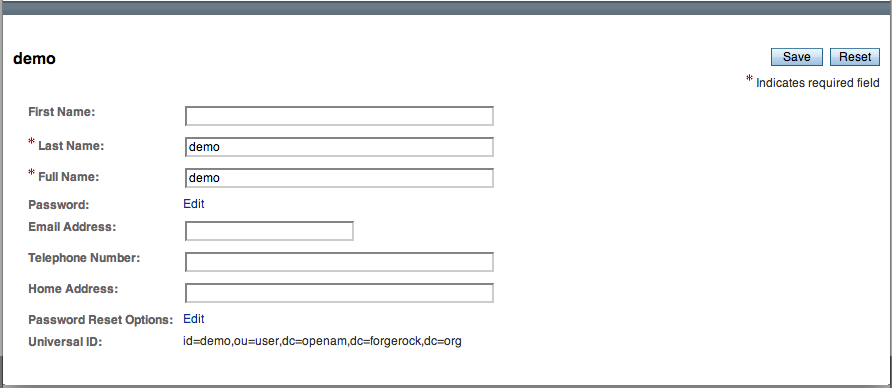 demo
Save Reset
* Indicates required field
First Name:
* Last Name: demo
* Full Name: demo
Password: Edit
Email Address:
Telephone Number:
Home Address:
Password Reset Options: Edit
Universal ID: id=demo,ou=user,dc=openam,dc=forgerock,dc=org